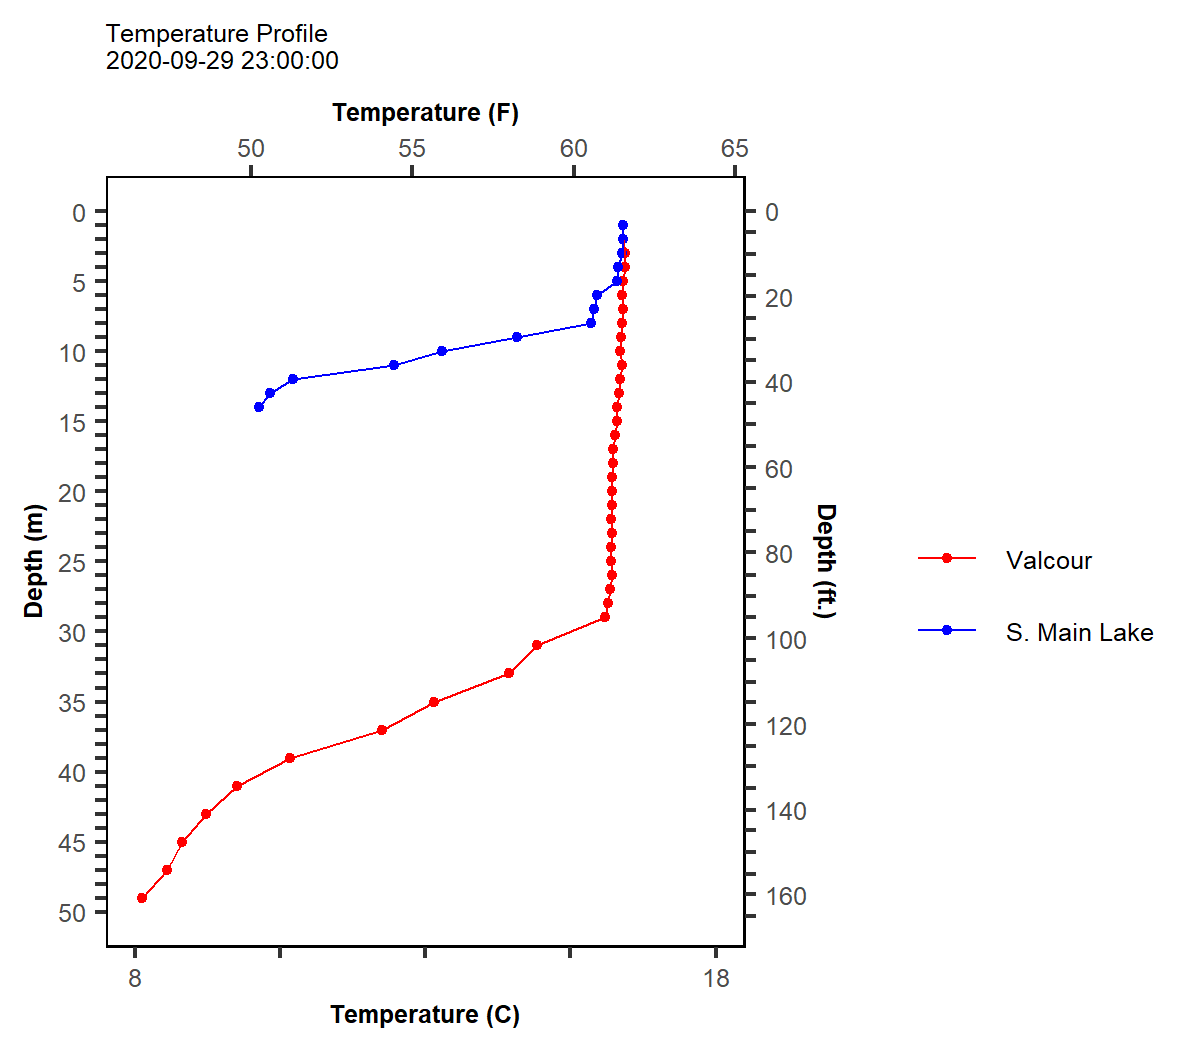 Temperature Profile
2020-09-29 23:00:00
Temperature (F)
50 55 60 65
0 0
5
20
10
40
15
60
20
80
25
30 100
35
120
40
140
45
160
50
Depth (m)
Depth (ft.)
8 18
Temperature (C)
Valcour
S. Main Lake